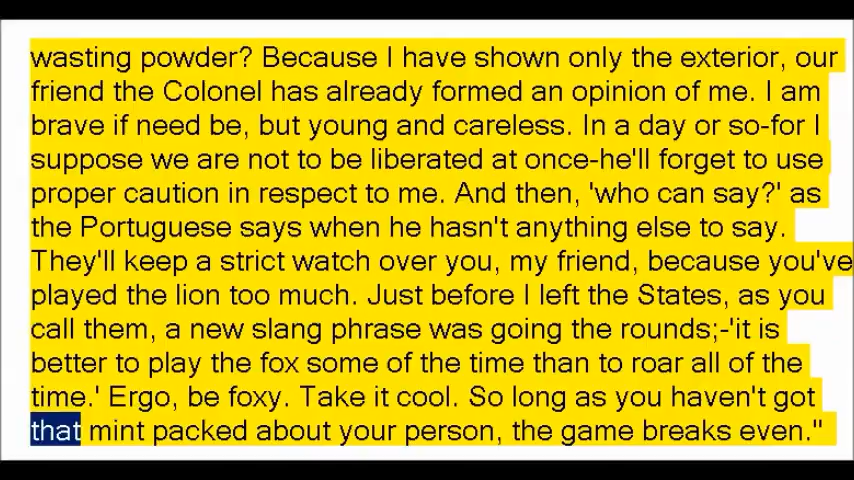 wasting powder? Because I have shown only the exterior, our
friend the Colonel has already formed an opinion of me. I am
brave if need be, but young and careless. In a day or so-for I
suppose we are not to be liberated at once-he'll forget to use
proper caution in respect to me. And then, 'who can say?' as
the Portuguese says when he hasn't anything else to say.
They'll keep a strict watch over you, my friend, because you've
played the lion too much. Just before I left the States, as you
call them, a new slang phrase was going the rounds;-'it is
better to play the fox some of the time than to roar all of the
time.' Ergo, be foxy. Take it cool. So long as you haven't got
that mint packed about your person, the game breaks even."